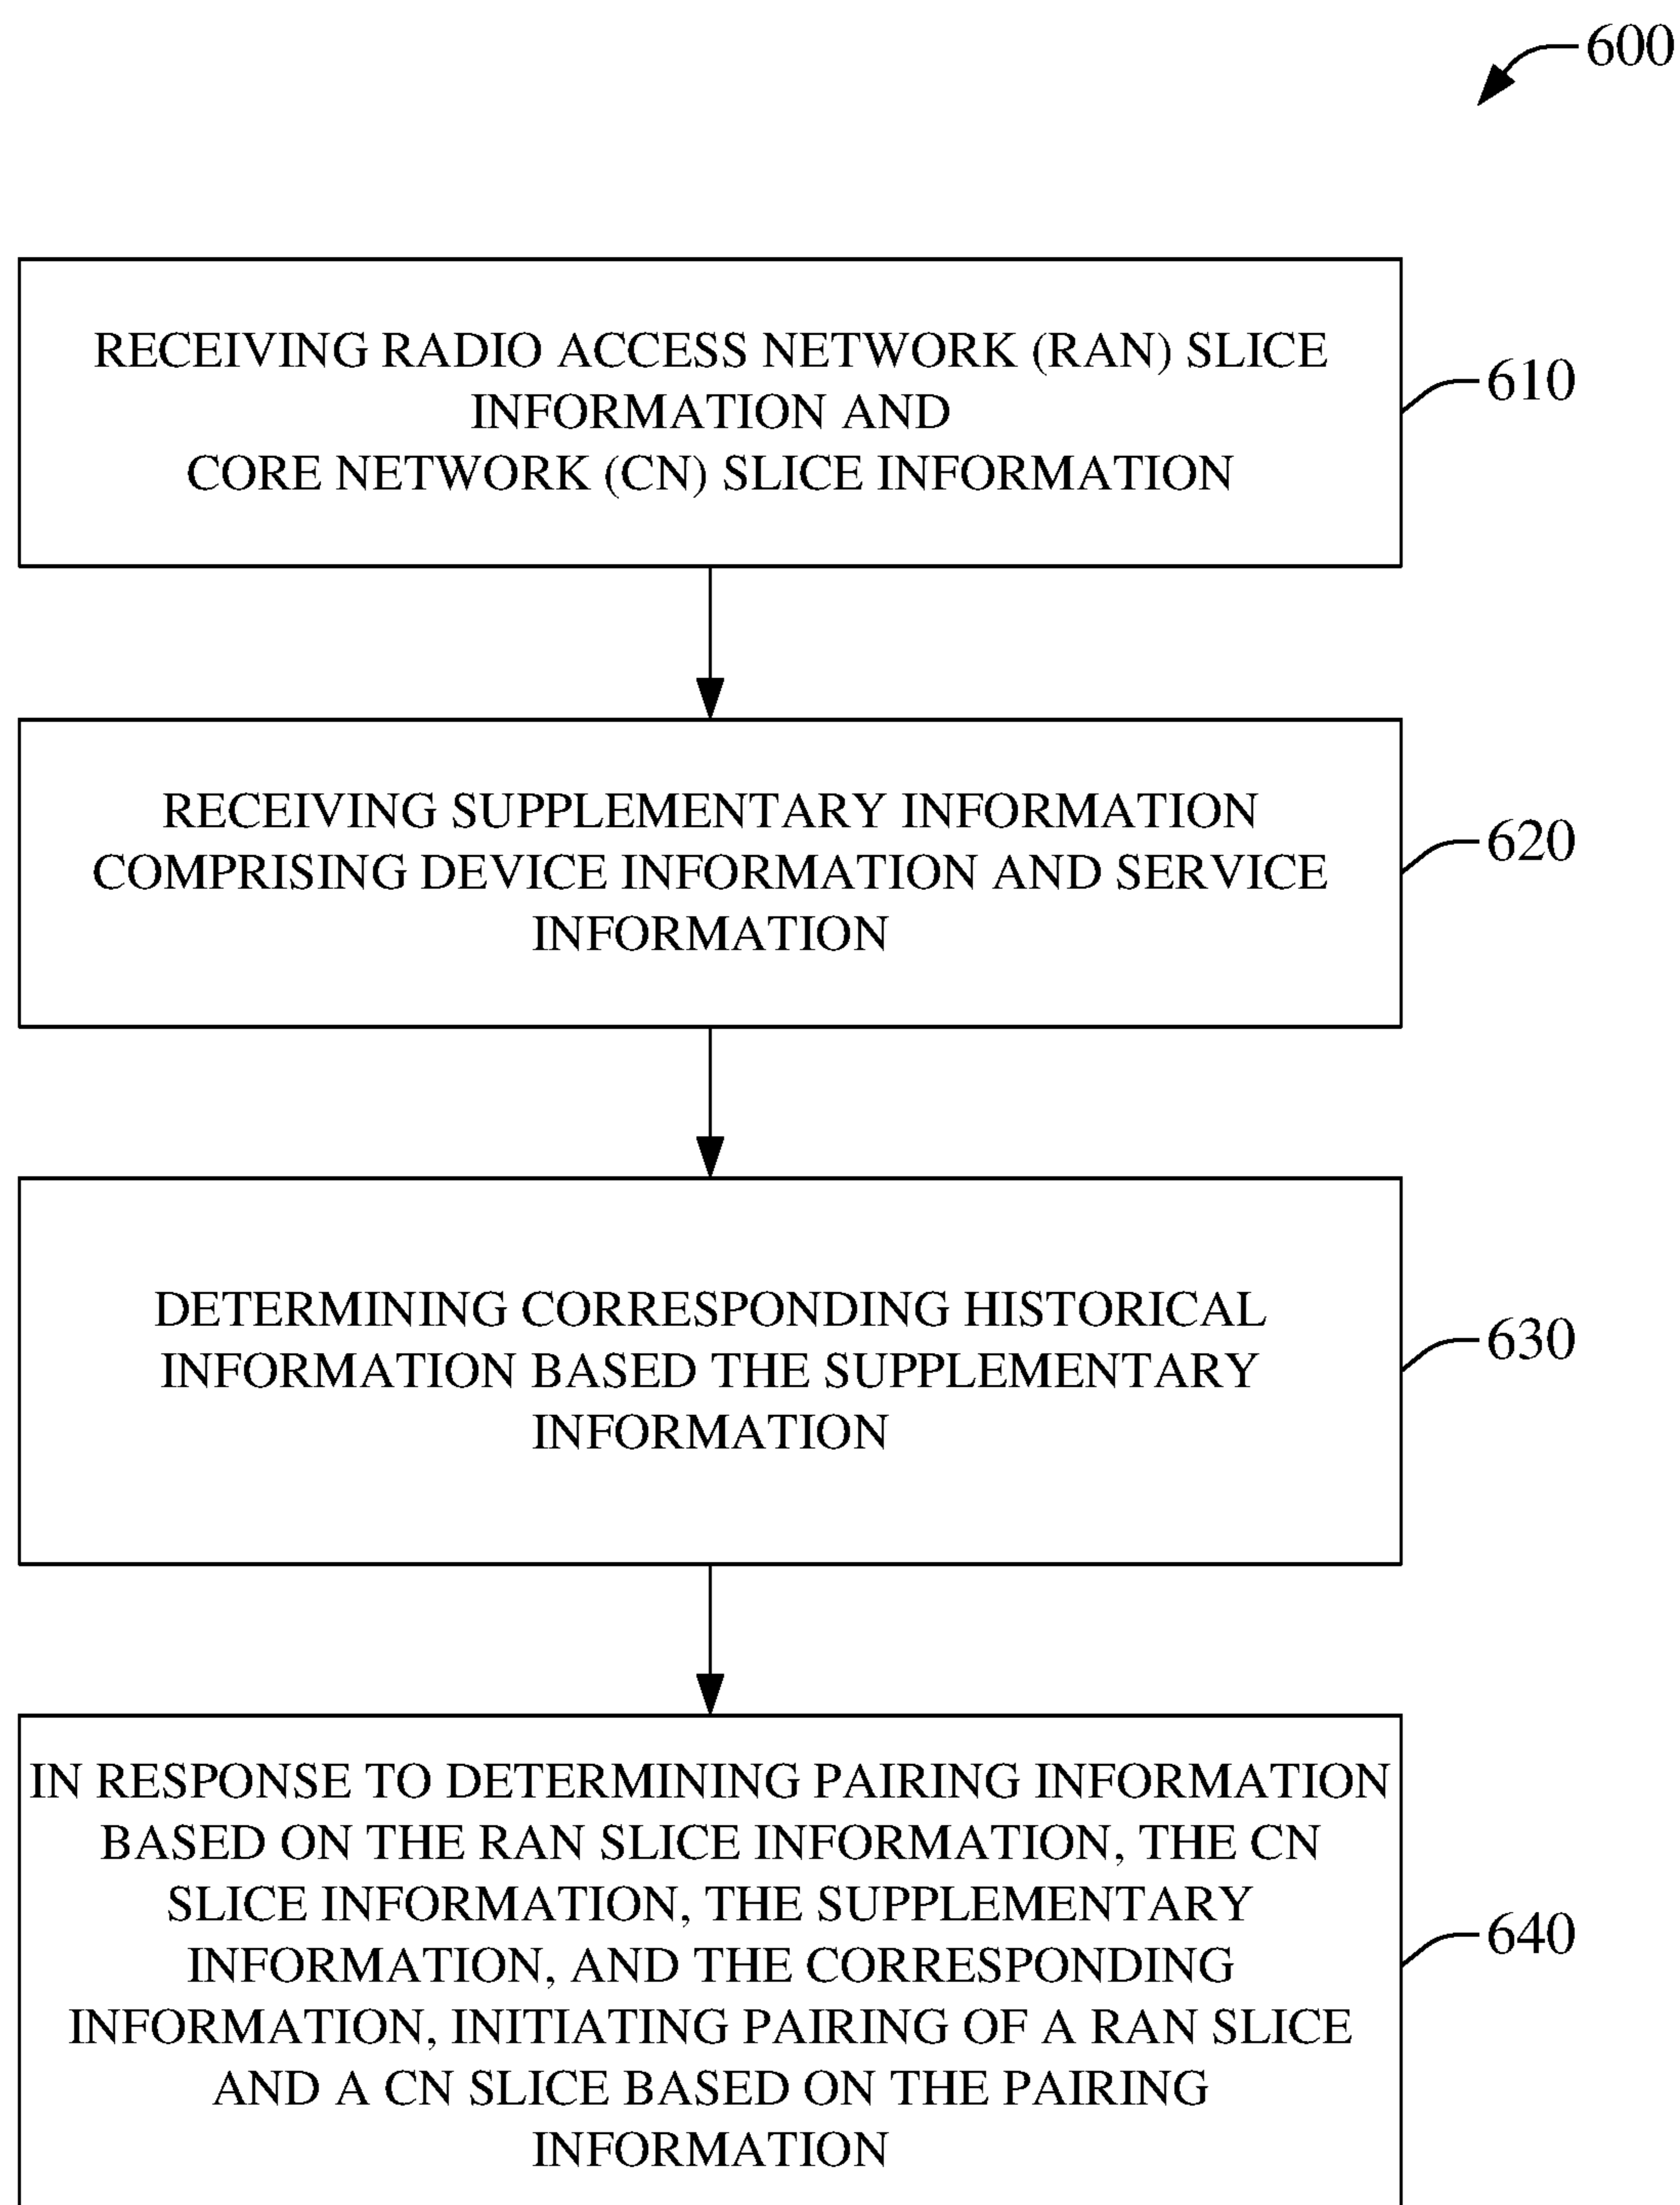 600
RECEIVING RADIO ACCESS NETWORK (RAN) SLICE
INFORMATION AND
CORE NETWORK (CN) SLICE INFORMATION
610
RECEIVING SUPPLEMENTARY INFORMATION
COMPRISING DEVICE INFORMATION AND SERVICE
INFORMATION
620
DETERMINING CORRESPONDING HISTORICAL
INFORMATION BASED THE SUPPLEMENTARY
INFORMATION
630
IN RESPONSE TO DETERMINING PAIRING INFORMATION
BASED ON THE RAN SLICE INFORMATION, THE CN
SLICE INFORMATION, THE SUPPLEMENTARY
INFORMATION, AND THE CORRESPONDING
INFORMATION, INITIATING PAIRING OF A RAN SLICE
AND A CN SLICE BASED ON THE PAIRING
INFORMATION
640